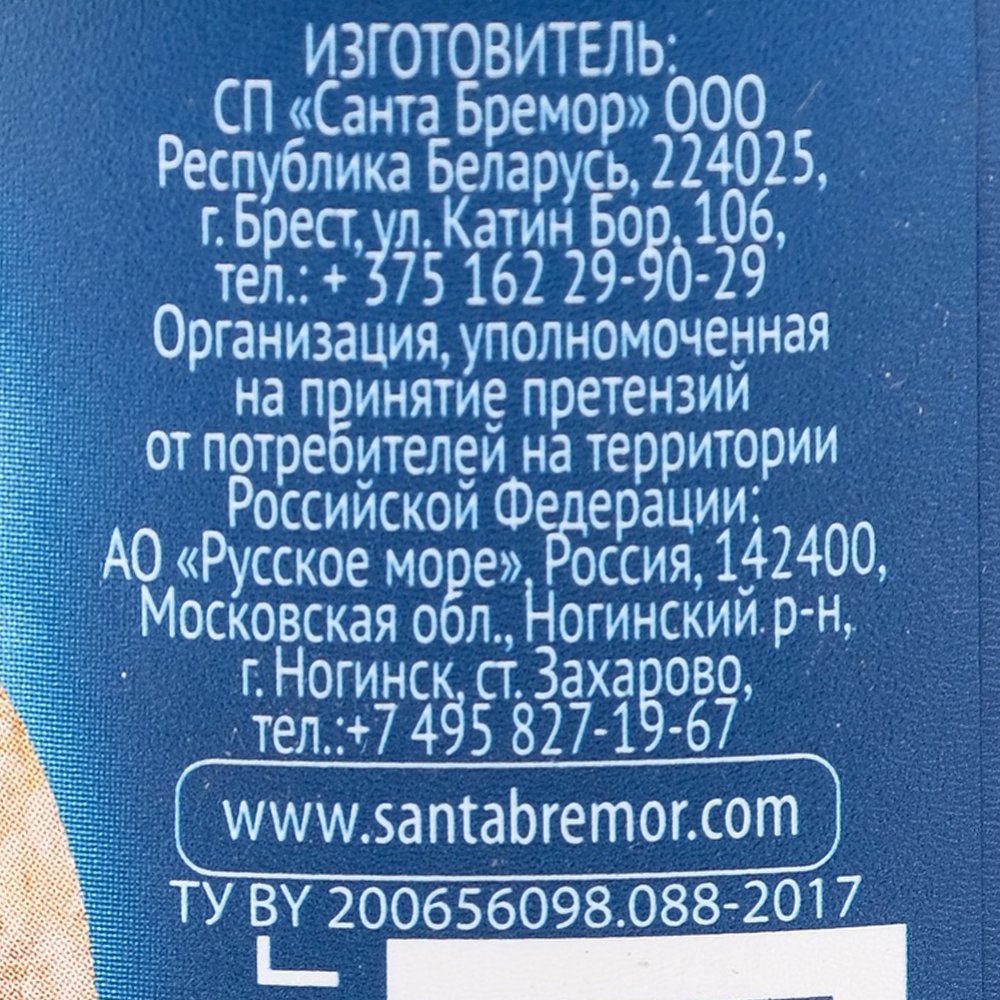 ИЗГОТОВИТЕЛЬ:
СП «Санта Бремор» ООО
Республика Беларусь, 224025,
г. Брест, ул. Катин Бор, 106,
тел.: + 375 162 29-90-29
Организация, уполномоченная
на принятие претензий
от потребителей на территории
Российской Федерации:
АО «Русское море», Россия, 142400,
Московская обл., Ногинский р-н,
г. Ногинск, ст. Захарово,
тел.:+7 495 827-19-67
www.santabremor.com
ТУ BY 200656098.088-2017